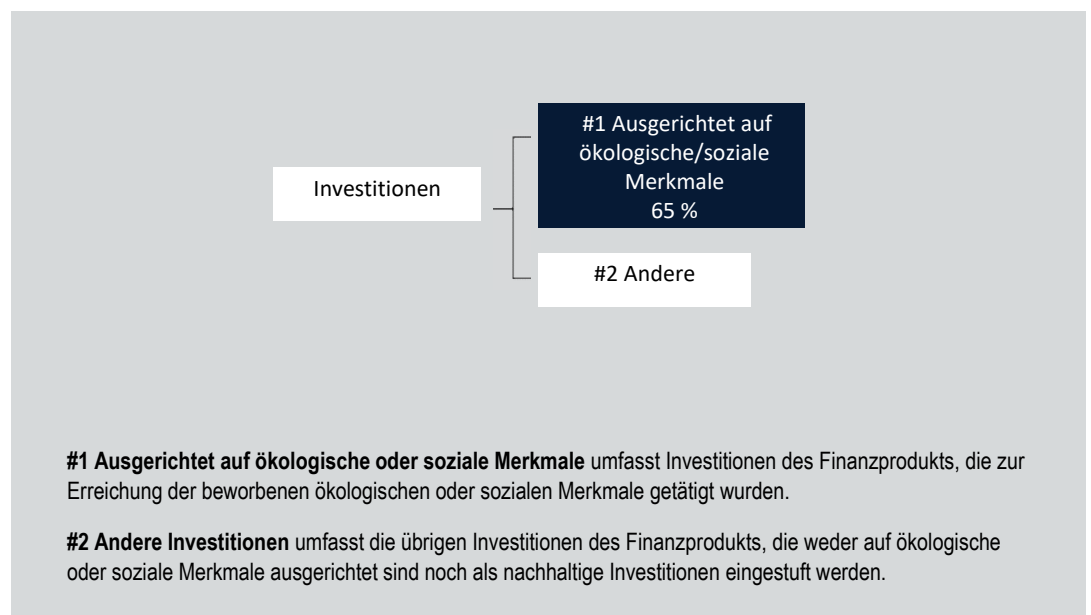 #1 Ausgerichtet auf
ökologische/soziale
Merkmale
65 %
Investitionen
#2 Andere
#1 Ausgerichtet auf ökologische oder soziale Merkmale umfasst Investitionen des Finanzprodukts, die zur
Erreichung der beworbenen ökologischen oder sozialen Merkmale getätigt wurden.
#2 Andere Investitionen umfasst die übrigen Investitionen des Finanzprodukts, die weder auf ökologische
oder soziale Merkmale ausgerichtet sind noch als nachhaltige Investitionen eingestuft werden.